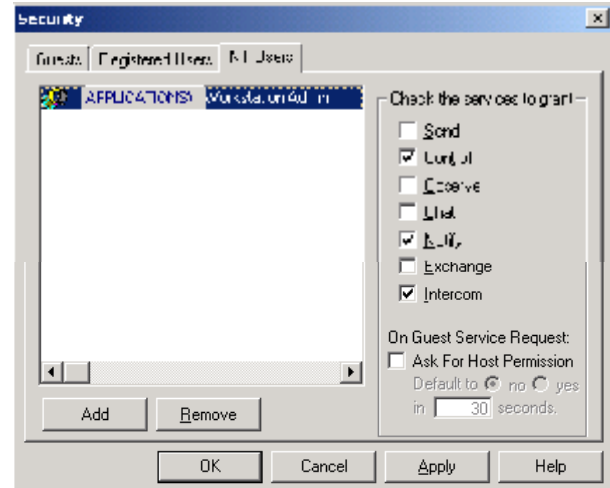 Security
Guests Registered Users NT Users
APPLICATIONS\ Workstation Admin
Check the services to grant
Send
Control
Observe
Chat
Notify
Exchange
Intercom
On Guest Service Request:
Ask For Host Permission
Default to no yes
in 30 seconds.
Add Remove
OK Cancel Apply Help